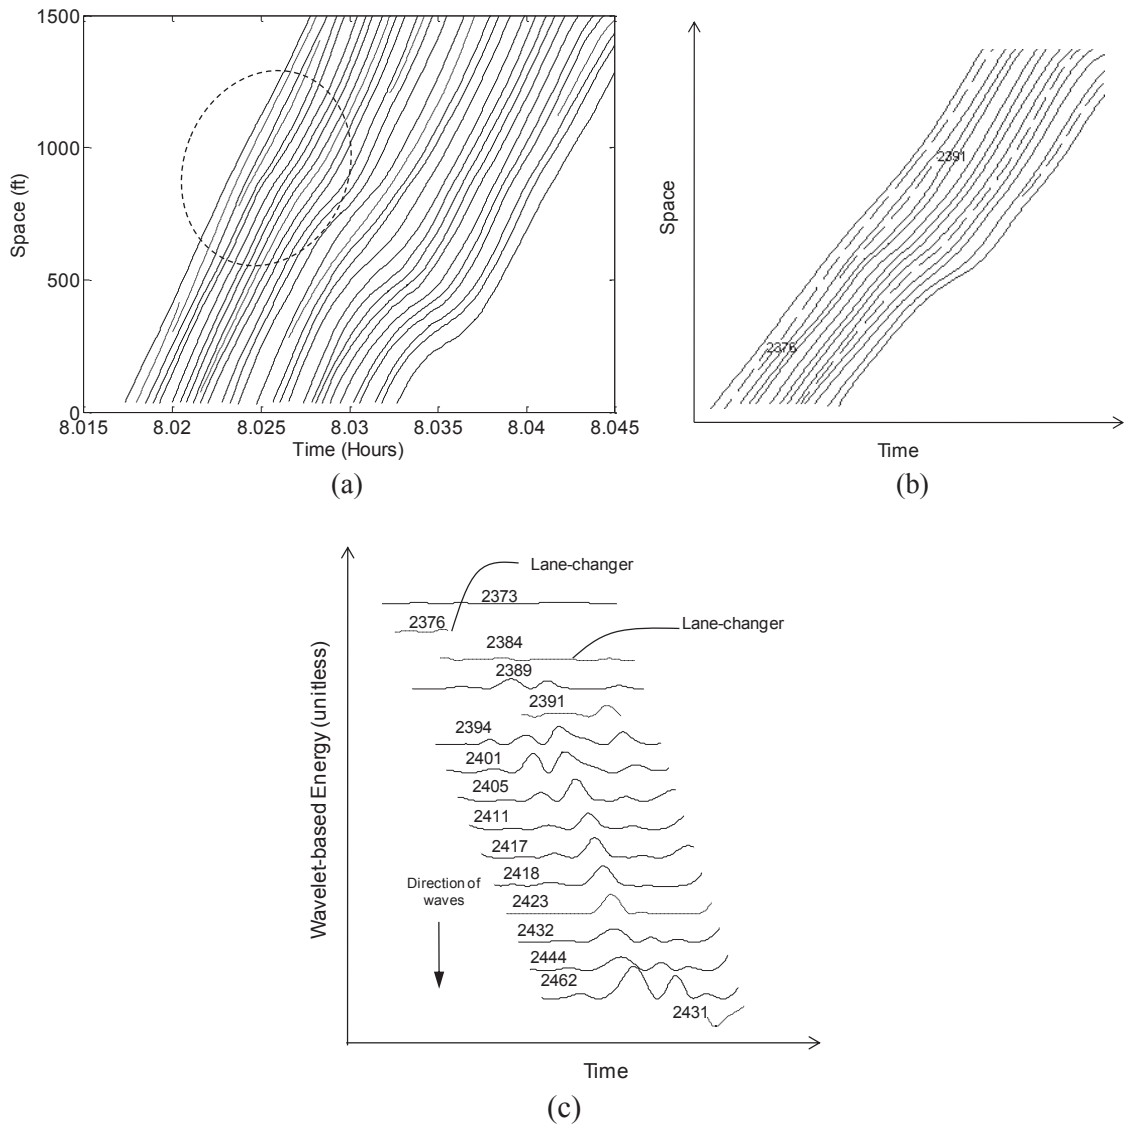 1500
1000
500
0
Space (ft)
8.015 8.02 8.025 8.03 8.035 8.04 8.045
Time (Hours)
(a)
Space
2391
2376
Time
(b)
Wavelet-based Energy (unitless)
Lane-changer
2373
2376
Lane-changer
2384
2389
2391
2394
2401
2405
2411
2417
2418
Direction of
waves
2423
2432
2444
2462
2431
Time
(c)